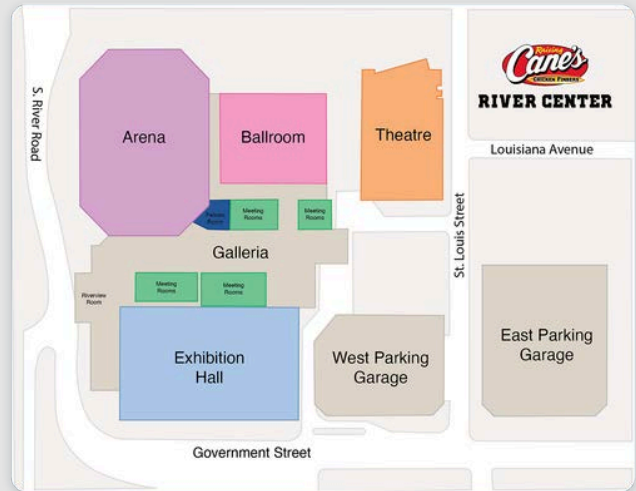 Raising
Cane's
CHICKEN FINGERS
RIVER CENTER
S. River Road
Arena
Ballroom
Theatre
Louisiana Avenue
St. Louis Street
Room
Meeting
Rooms
Meeting
Rooms
Galleria
Meeting
Rooms
Meeting
Rooms
Riverview
Room
Exhibition
Hall
West Parking
Garage
East Parking
Garage
Government Street